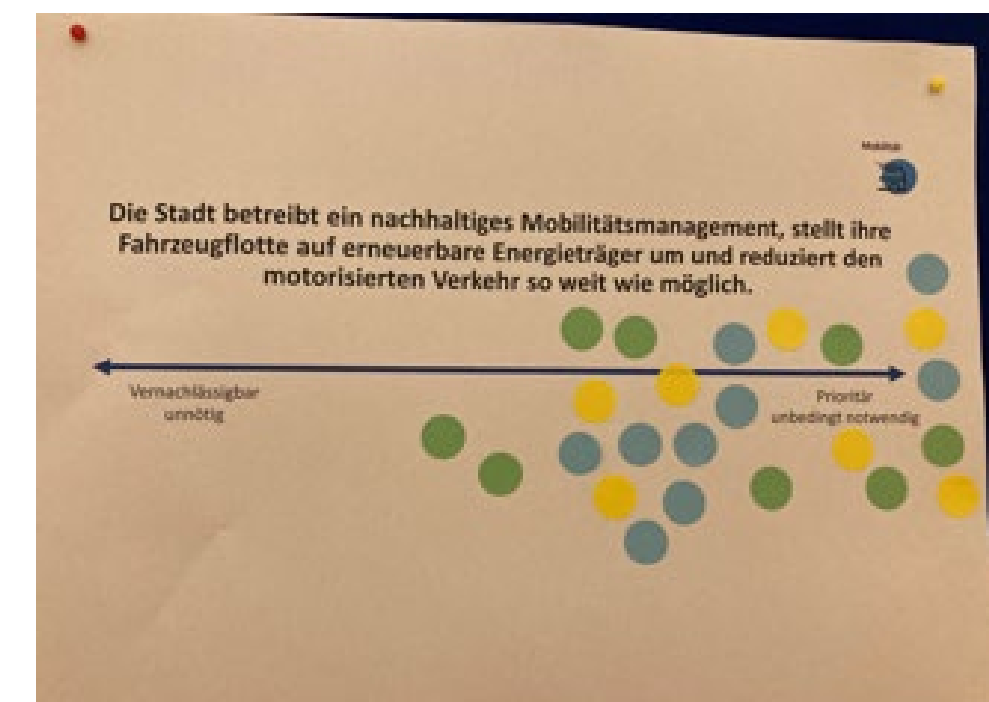 Mobilität
Die Stadt betreibt ein nachhaltiges Mobilitätsmanagement, stellt ihre
Fahrzeugflotte auf erneuerbare Energieträger um und reduziert den
motorisierten Verkehr so weit wie möglich.
Vernachlässigbar
unnötig
Prioritär
unbedingt notwendig